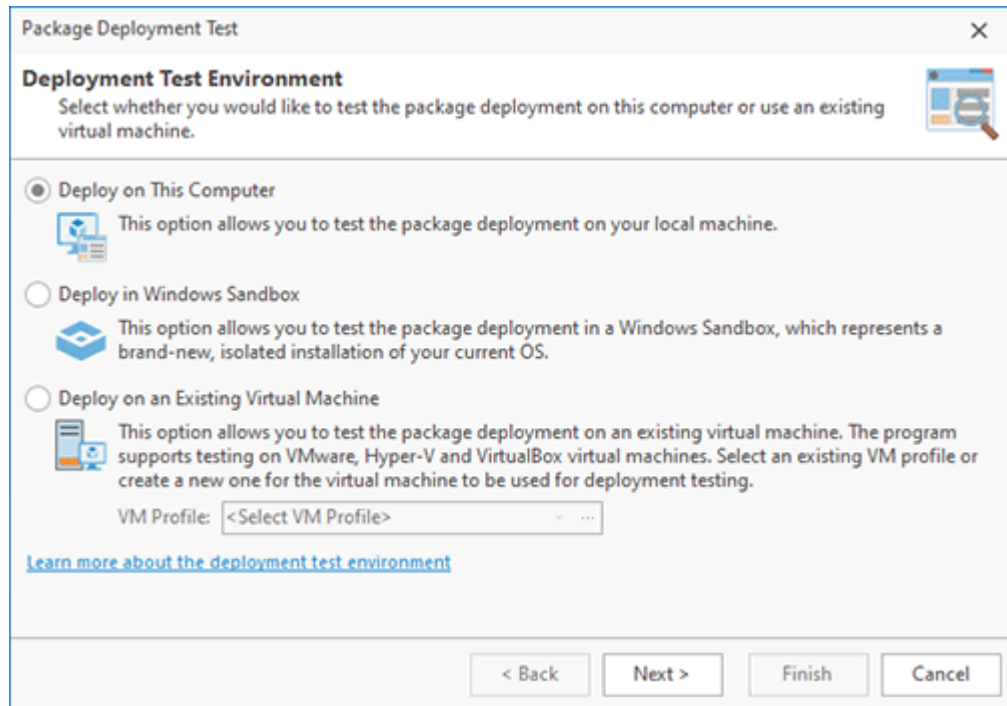 Package Deployment Test
Deployment Test Environment
Select whether you would like to test the package deployment on this computer or use an existing
virtual machine.
Deploy on This Computer
This option allows you to test the package deployment on your local machine.
Deploy in Windows Sandbox
This option allows you to test the package deployment in a Windows Sandbox, which represents a
brand-new, isolated installation of your current OS.
Deploy on an Existing Virtual Machine
This option allows you to test the package deployment on an existing virtual machine. The program
supports testing on VMware, Hyper-V and VirtualBox virtual machines. Select an existing VM profile or
create a new one for the virtual machine to be used for deployment testing.
VM Profile: <Select VM Profile> ...
Learn more about the deployment test environment
< Back Next > Finish Cancel